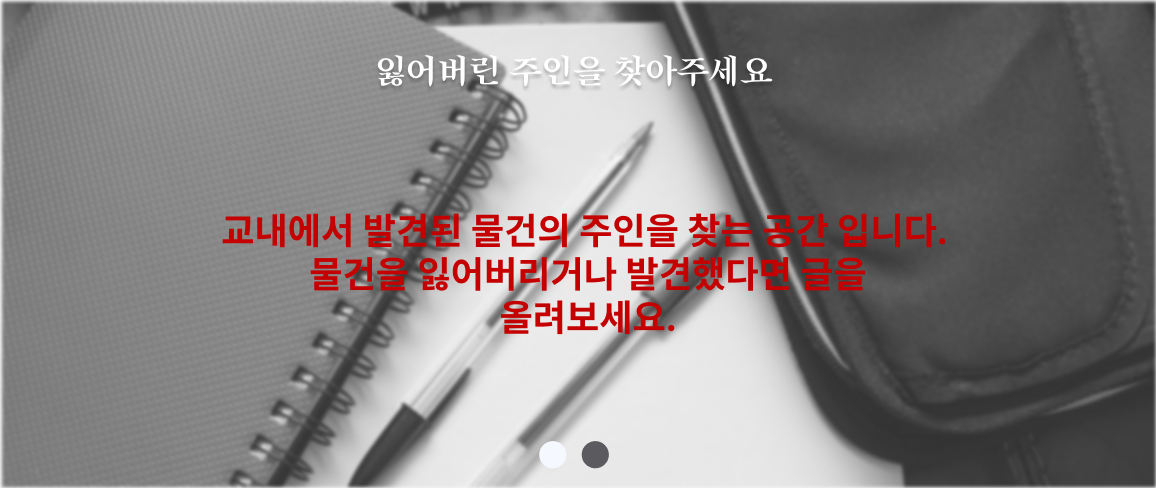 잃어버린 주인을 찾아주세요
교내에서 발견된 물건의 주인을 찾는 공간 입니다.
물건을 잃어버리거나 발견했다면 글을
올려보세요.